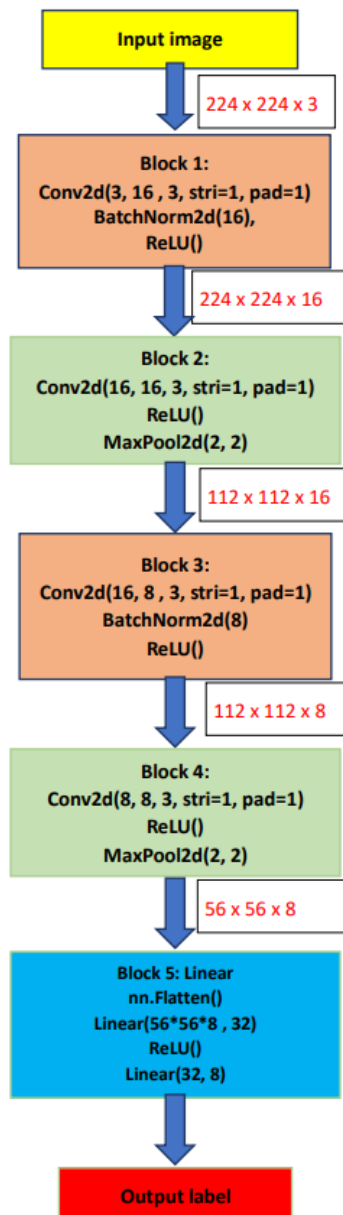 Input image
224 x 224 x 3
Block 1:
Conv2d(3, 16 , 3, stri=1, pad=1)
BatchNorm2d(16),
ReLU()
224 x 224 x 16
Block 2:
Conv2d(16, 16, 3, stri=1, pad=1)
ReLU()
MaxPool2d(2, 2)
112 x 112 x 16
Block 3:
Conv2d(16, 8 , 3, stri=1, pad=1)
BatchNorm2d(8)
ReLU()
112 x 112 x 8
Block 4:
Conv2d(8, 8, 3, stri=1, pad=1)
ReLU()
MaxPool2d(2, 2)
56 x 56 x 8
Block 5: Linear
nn.Flatten()
Linear(56*56*8 , 32)
ReLU()
Linear(32, 8)
Output label